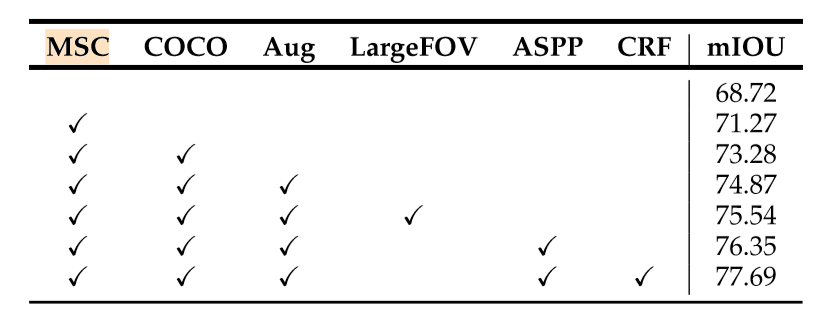 MSC COCO Aug LargeFOV ASPP CRF mIOU
68.72
✓ 71.27
✓ ✓ 73.28
✓ ✓ ✓ 74.87
✓ ✓ ✓ ✓ 75.54
✓ ✓ ✓ ✓ 76.35
✓ ✓ ✓ ✓ ✓ 77.69